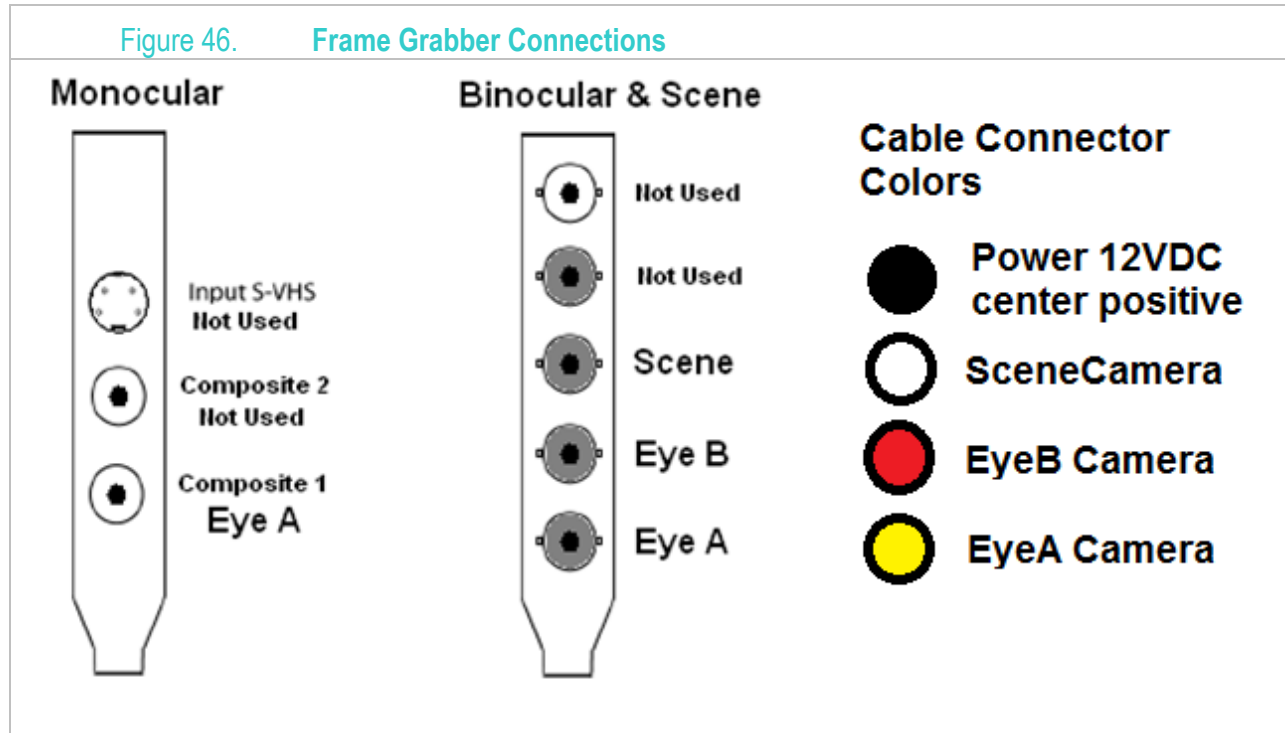 Figure 46. Frame Grabber Connections
Monocular
Input S-VHS
Not Used
Composite 2
Not Used
Composite 1
Eye A
Binocular & Scene
Not Used
Not Used
Scene
Eye B
Eye A
Cable Connector
Colors
Power 12VDC
center positive
SceneCamera
EyeB Camera
EyeA Camera